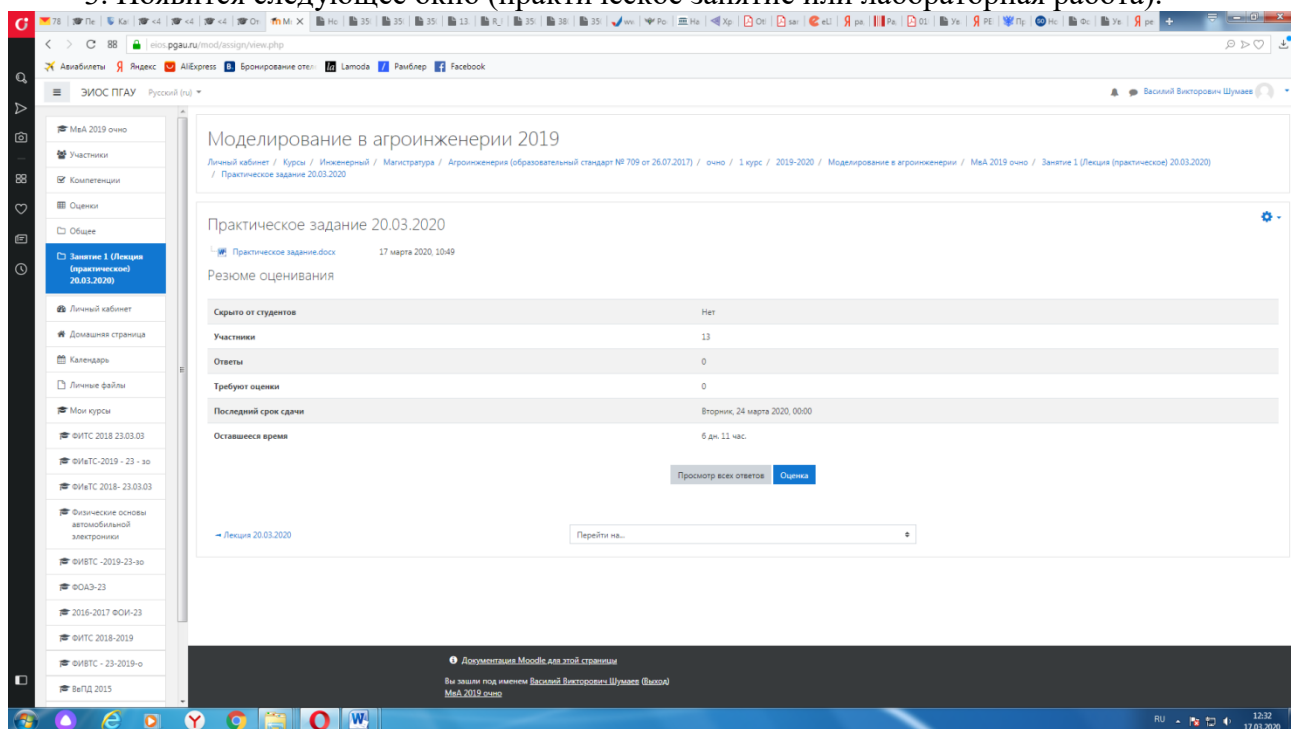 5. Появится следующее окно (практическое занятие или лабораторная работа).
eios.pgau.ru/mod/assign/view.php
Авиабилеты Яндекс AliExpress Бронирование отел Lamoda Рамблер Facebook
ЭИОС ПГАУ Русский (ru)
Василий Викторович Шумаев
МвА 2019 очно
Участники
Компетенции
Оценки
Общее
Занятие 1 (Лекция
(практическое)
20.03.2020)
Личный кабинет
Домашняя страница
Календарь
Личные файлы
Мои курсы
ФИТС 2018 23.03.03
ФИвТС-2019 - 23 - зо
ФИвТС 2018- 23.03.03
Физические основы
автомобильной
электроники
ФИВТС -2019-23-зо
ФОАЭ-23
2016-2017 ФОИ-23
ФИТС 2018-2019
ФИВТС - 23-2019-о
ВвПД 2015
Моделирование в агроинженерии 2019
Личный кабинет / Курсы / Инженерный / Магистратура / Агроинженерия (образовательный стандарт № 709 от 26.07.2017) / очно / 1 курс / 2019-2020 / Моделирование в агроинженерии / МвА 2019 очно / Занятие 1 (Лекция (практическое) 20.03.2020)
/ Практическое задание 20.03.2020
Практическое задание 20.03.2020
Практическое задание.docx 17 марта 2020, 10:49
Резюме оценивания
Скрыто от студентов Нет
Участники 13
Ответы 0
Требуют оценки 0
Последний срок сдачи Вторник, 24 марта 2020, 00:00
Оставшееся время 6 дн. 11 час.
Просмотр всех ответов Оценка
→ Лекция 20.03.2020 Перейти на...
Документация Moodle для этой страницы
Вы зашли под именем Василий Викторович Шумаев (Выход)
МвА 2019 очно
RU 12:32
17.03.2020